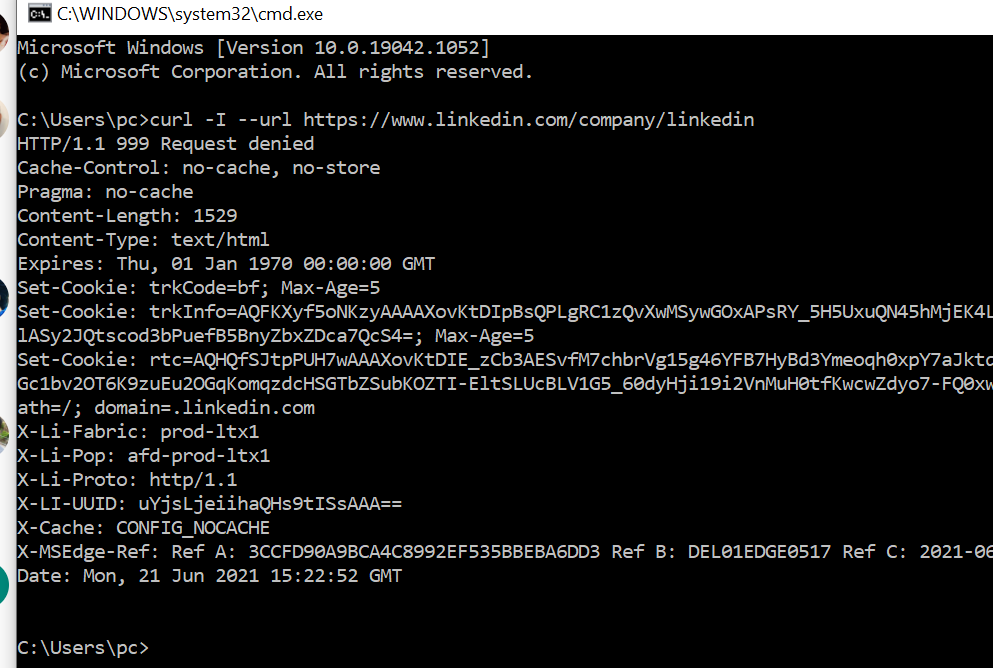 C:\WINDOWS\system32\cmd.exe
Microsoft Windows [Version 10.0.19042.1052]
(c) Microsoft Corporation. All rights reserved.
C:\Users\pc>curl -I --url https://www.linkedin.com/company/linkedin
HTTP/1.1 999 Request denied
Cache-Control: no-cache, no-store
Pragma: no-cache
Content-Length: 1529
Content-Type: text/html
Expires: Thu, 01 Jan 1970 00:00:00 GMT
Set-Cookie: trkCode=bf; Max-Age=5
Set-Cookie: trkInfo=AQFKXyf5oNKzyAAAAXovKtDIpBsQPLgRC1zQvXwMSywGOxAPsRY_5H5UxuQN45hMjEK4L
lASy2JQtscod3bPuefB5BnyZbxZDca7QcS4=; Max-Age=5
Set-Cookie: rtc=AQHQfSJtpPUH7wAAAXovKtDIE_zCb3AESvfM7chbrVg15g46YFB7HyBd3Ymeoqh0xpY7aJktd
Gc1bv2OT6K9zuEu2OGqKomqzdcHSGTbZSubKOZTI-EltSLUcBLV1G5_60dyHji19i2VnMuH0tfKwcwZdyo7-FQ0xw
ath=/; domain=.linkedin.com
X-Li-Fabric: prod-ltx1
X-Li-Pop: afd-prod-ltx1
X-Li-Proto: http/1.1
X-LI-UUID: uYjsLjeiihaQHs9tISsAAA==
X-Cache: CONFIG_NOCACHE
X-MSEdge-Ref: Ref A: 3CCFD90A9BCA4C8992EF535BBEBA6DD3 Ref B: DEL01EDGE0517 Ref C: 2021-06
Date: Mon, 21 Jun 2021 15:22:52 GMT
C:\Users\pc>